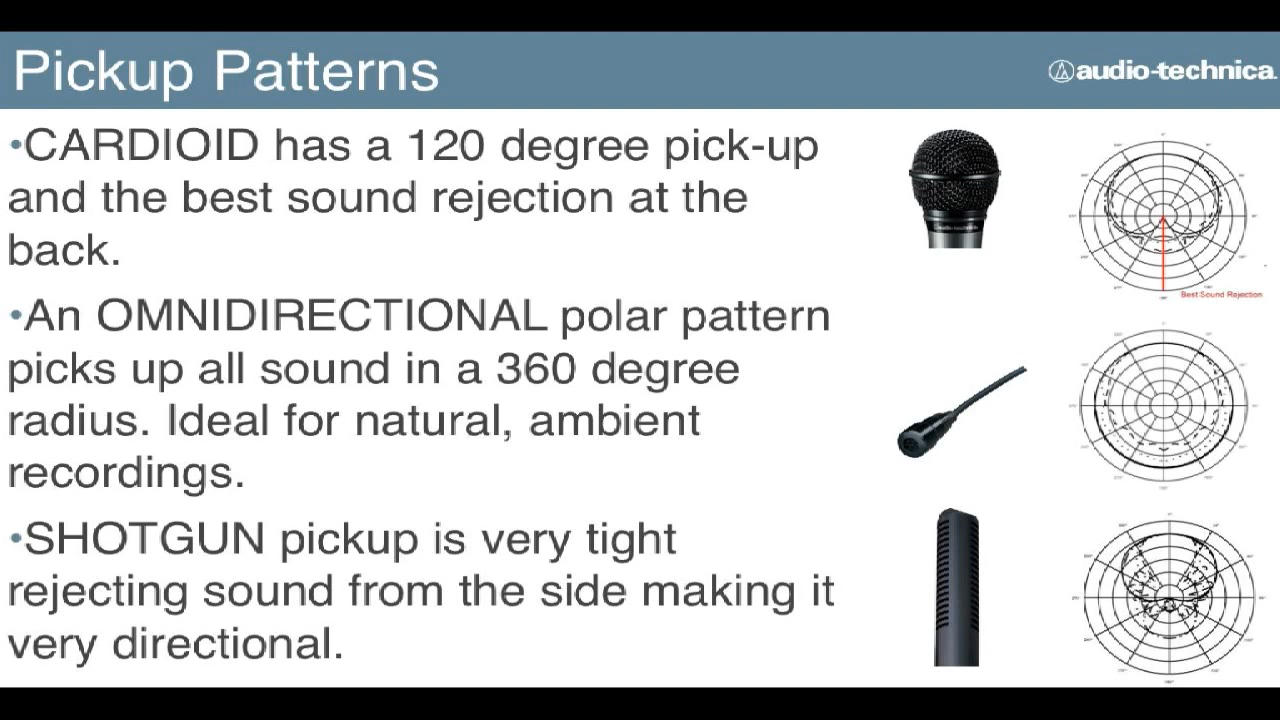 Pickup Patterns
audio-technica
•CARDIOID has a 120 degree pick-up
and the best sound rejection at the
back.
Best Sound Rejection
•An OMNIDIRECTIONAL polar pattern
picks up all sound in a 360 degree
radius. Ideal for natural, ambient
recordings.
•SHOTGUN pickup is very tight
rejecting sound from the side making it
very directional.